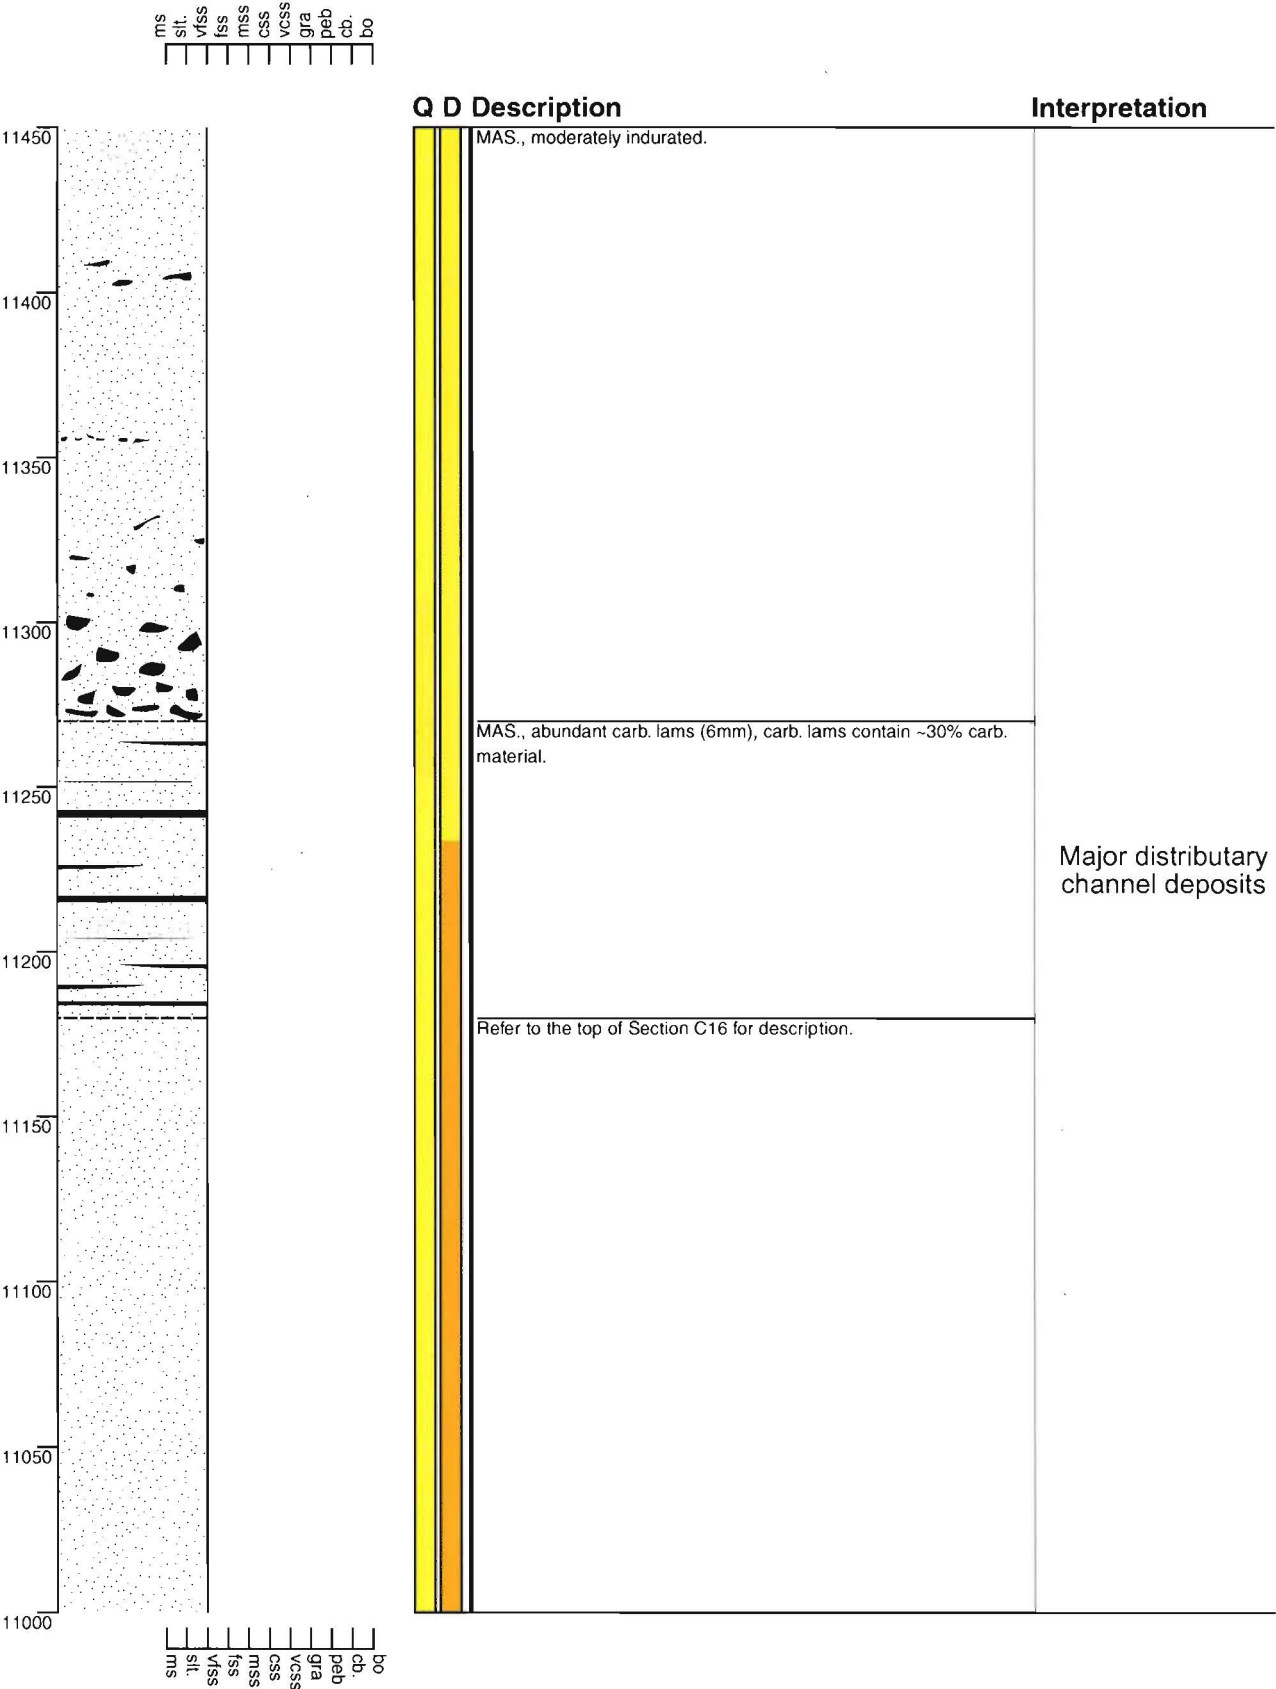 ms slt. vfss fss mss css vcss gra peb cb. bo
Q D Description Interpretation
11450
MAS., moderately indurated.
11400
11350
11300
MAS., abundant carb. lams (6mm), carb. lams contain ~30% carb.
material.
11250
Major distributary
channel deposits
11200
Refer to the top of Section C16 for description.
11150
11100
11050
11000
ms slt. vfss fss mss css vcss gra peb cb. bo